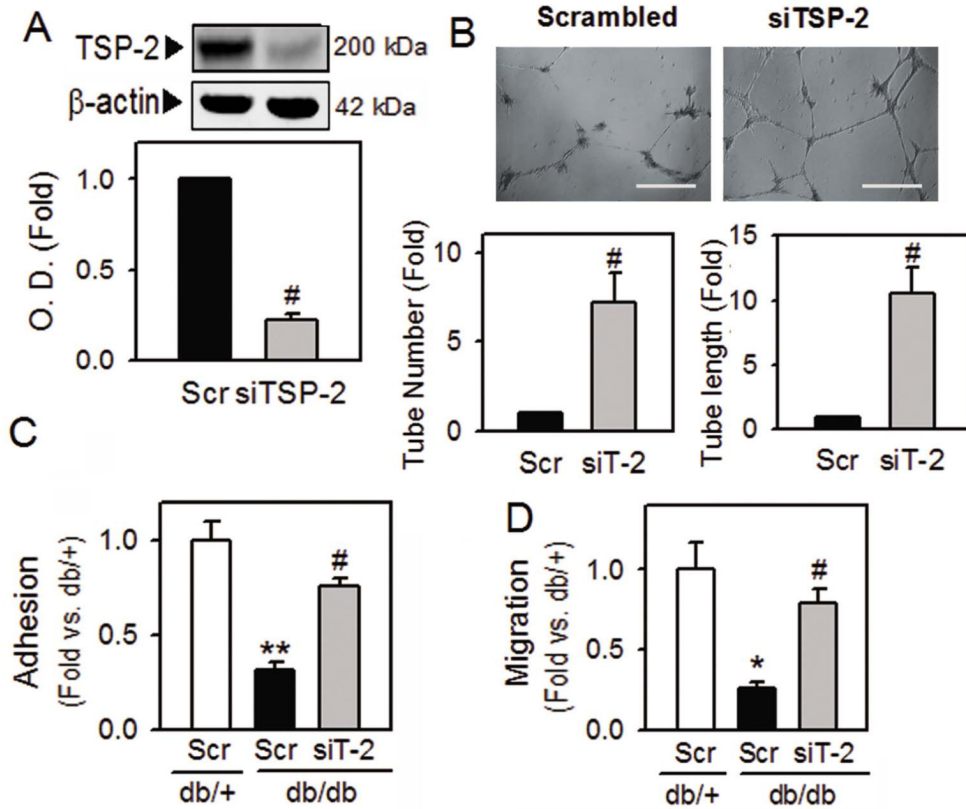 A
TSP-2
200 kDa
β-actin
42 kDa
O. D. (Fold)
1.0
0.5
0.0
#
Scr siTSP-2
B
Scrambled
siTSP-2
Tube Number (Fold)
10
5
0
#
Scr siT-2
Tube length (Fold)
15
10
5
0
#
Scr siT-2
C
Adhesion
(Fold vs. db/+)
1.0
0.5
0.0
**
#
Scr Scr siT-2
db/+ db/db
D
Migration
(Fold vs. db/+)
1.0
0.5
0.0
*
#
Scr Scr siT-2
db/+ db/db